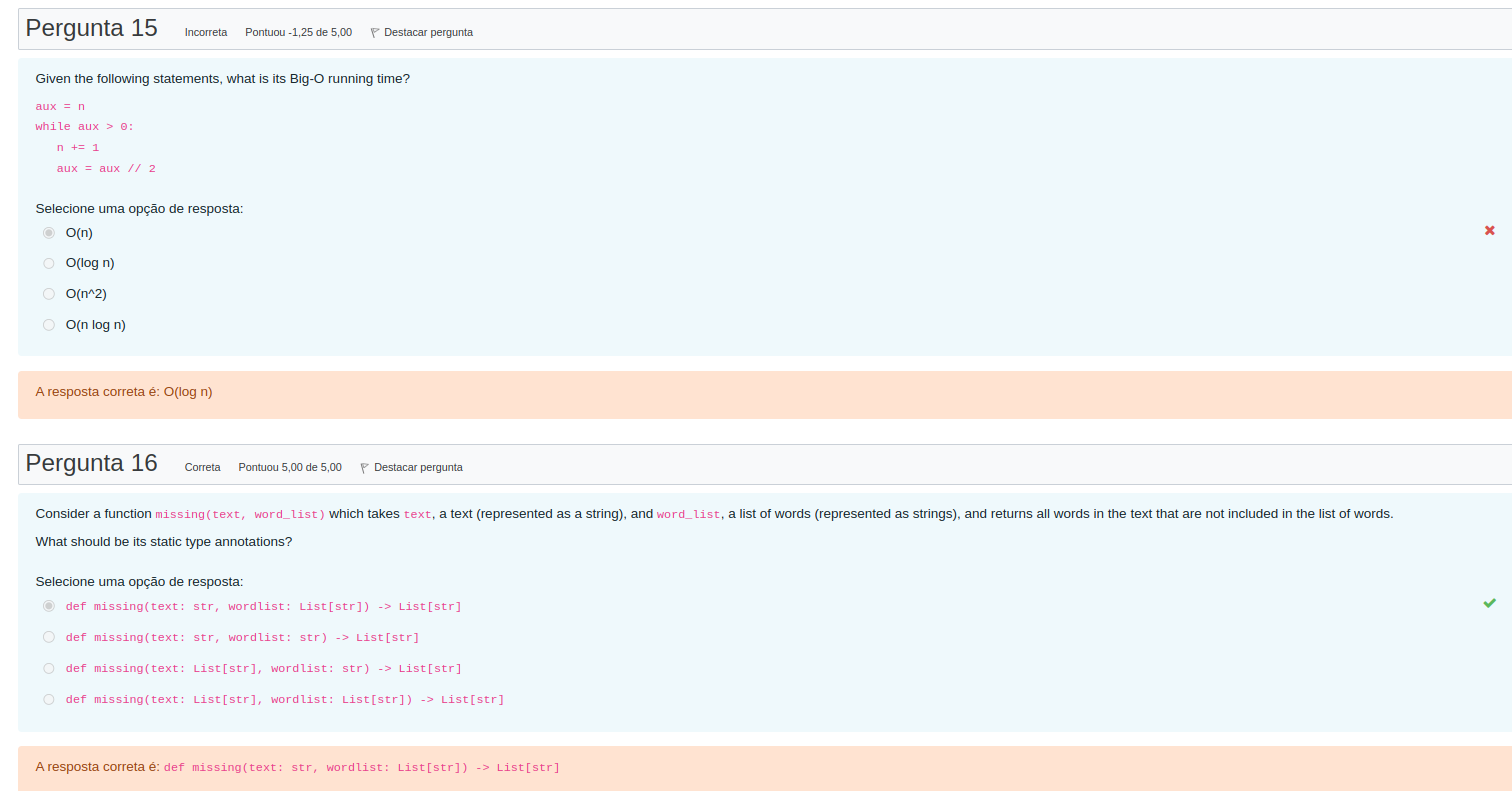 Pergunta 15 Incorreta Pontuou -1,25 de 5,00 Destacar pergunta
Given the following statements, what is its Big-O running time?
aux = n
while aux > 0:
   n += 1
   aux = aux // 2
Selecione uma opção de resposta:
O(n)
O(log n)
O(n^2)
O(n log n)
A resposta correta é: O(log n)
Pergunta 16 Correta Pontuou 5,00 de 5,00 Destacar pergunta
Consider a function missing(text, word_list) which takes text, a text (represented as a string), and word_list, a list of words (represented as strings), and returns all words in the text that are not included in the list of words.
What should be its static type annotations?
Selecione uma opção de resposta:
def missing(text: str, wordlist: List[str]) -> List[str]
def missing(text: str, wordlist: str) -> List[str]
def missing(text: List[str], wordlist: str) -> List[str]
def missing(text: List[str], wordlist: List[str]) -> List[str]
A resposta correta é: def missing(text: str, wordlist: List[str]) -> List[str]